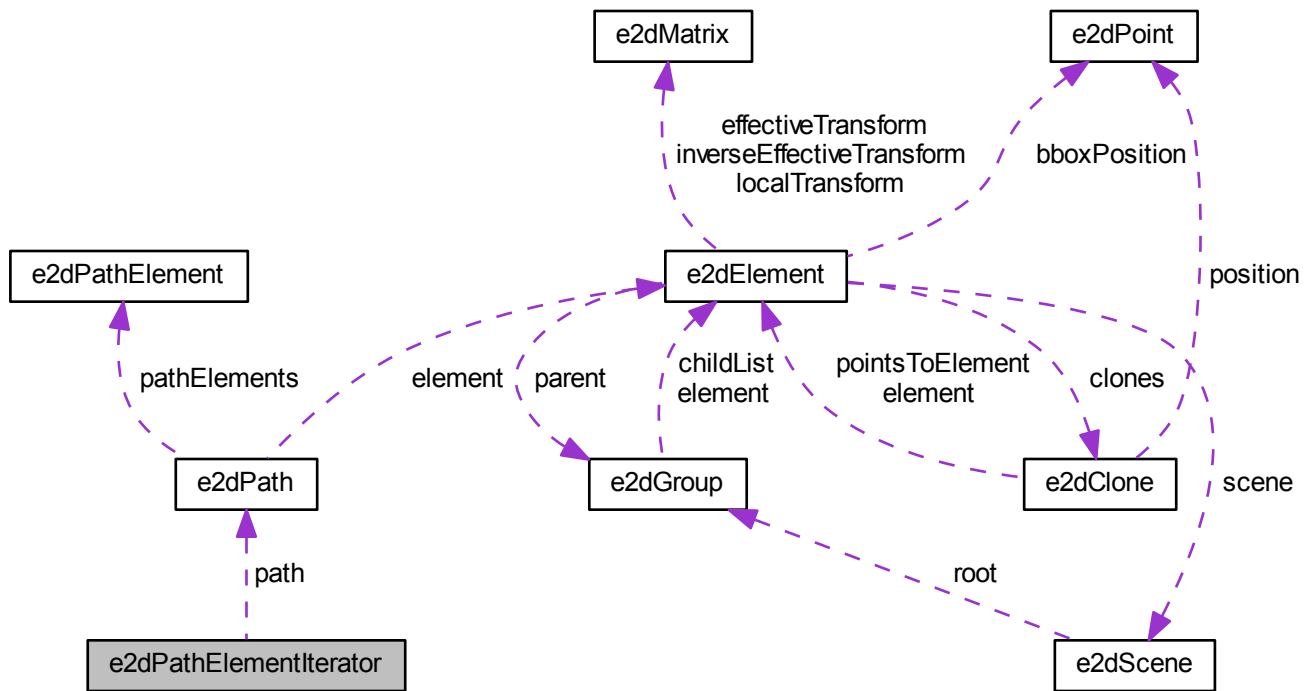 e2dMatrix
e2dPoint
effectiveTransform
inverseEffectiveTransform
localTransform
bboxPosition
e2dPathElement
e2dElement
position
pathElements
element
parent
childList
element
pointsToElement
element
clones
e2dPath
e2dGroup
e2dClone
scene
path
root
e2dPathElementIterator
e2dScene